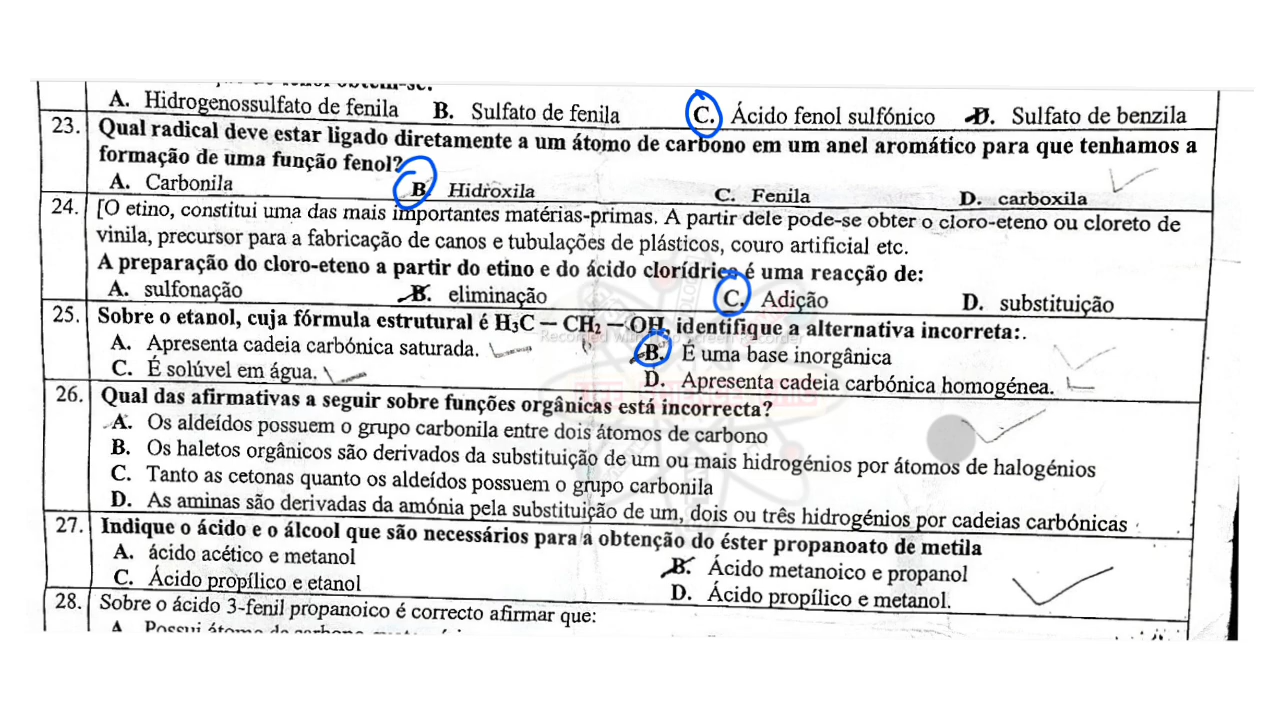 A. Hidrogenossulfato de fenila B. Sulfato de fenila C. Ácido fenol sulfónico D. Sulfato de benzila
23. Qual radical deve estar ligado diretamente a um átomo de carbono em um anel aromático para que tenhamos a
formação de uma função fenol?
A. Carbonila B. Hidroxila C. Fenila D. carboxila
24. [O etino, constitui uma das mais importantes matérias-primas. A partir dele pode-se obter o cloro-eteno ou cloreto de
vinila, precursor para a fabricação de canos e tubulações de plásticos, couro artificial etc.
A preparação do cloro-eteno a partir do etino e do ácido clorídrico é uma reacção de:
A. sulfonação B. eliminação C. Adição D. substituição
25. Sobre o etanol, cuja fórmula estrutural é H₃C – CH₂ – OH, identifique a alternativa incorreta:.
A. Apresenta cadeia carbónica saturada. B. É uma base inorgânica
C. É solúvel em água. D. Apresenta cadeia carbónica homogénea.
26. Qual das afirmativas a seguir sobre funções orgânicas está incorrecta?
A. Os aldeídos possuem o grupo carbonila entre dois átomos de carbono
B. Os haletos orgânicos são derivados da substituição de um ou mais hidrogénios por átomos de halogénios
C. Tanto as cetonas quanto os aldeídos possuem o grupo carbonila
D. As aminas são derivadas da amónia pela substituição de um, dois ou três hidrogénios por cadeias carbónicas
27. Indique o ácido e o álcool que são necessários para a obtenção do éster propanoato de metila
A. ácido acético e metanol B. Ácido metanoico e propanol
C. Ácido propílico e etanol D. Ácido propílico e metanol.
28. Sobre o ácido 3-fenil propanoico é correcto afirmar que:
A Possui